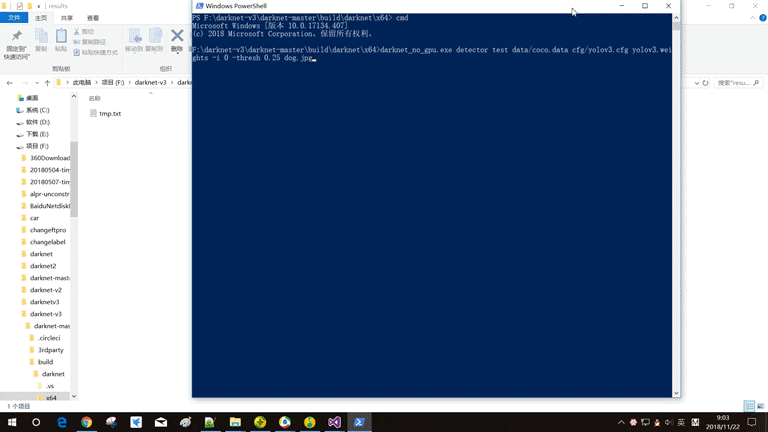 results
Windows PowerShell
文件
主页
共享
查看
PS F:\darknet-v3\darknet-master\build\darknet\x64> cmd
Microsoft Windows [版本 10.0.17134.407]
(c) 2018 Microsoft Corporation。保留所有权利。
F:\darknet-v3\darknet-master\build\darknet\x64>darknet_no_gpu.exe detector test data/coco.data cfg/yolov3.cfg yolov3.wei
ghts -i 0 -thresh 0.25 dog.jpg
固定到"
快速访问"
复制
粘贴
剪切
复制路径
粘贴快捷方式
移动到
复制到
删除
剪贴板
组织
此电脑
项目 (F:)
darknet-v3
搜索"resu...
名称
tmp.txt
桌面
系统 (C:)
软件 (D:)
下载 (E:)
项目 (F:)
360Download
20180504-tin
20180507-tin
alpr-unconstr
BaiduNetdisk
car
changeftpro
changelabel
darknet
darknet2
darknet-mast
darknet-v2
darknetv3
darknet-v3
darknet-mas
.circleci
3rdparty
build
darknet
.vs
x64
1 个项目
英
9:03
2018/11/22